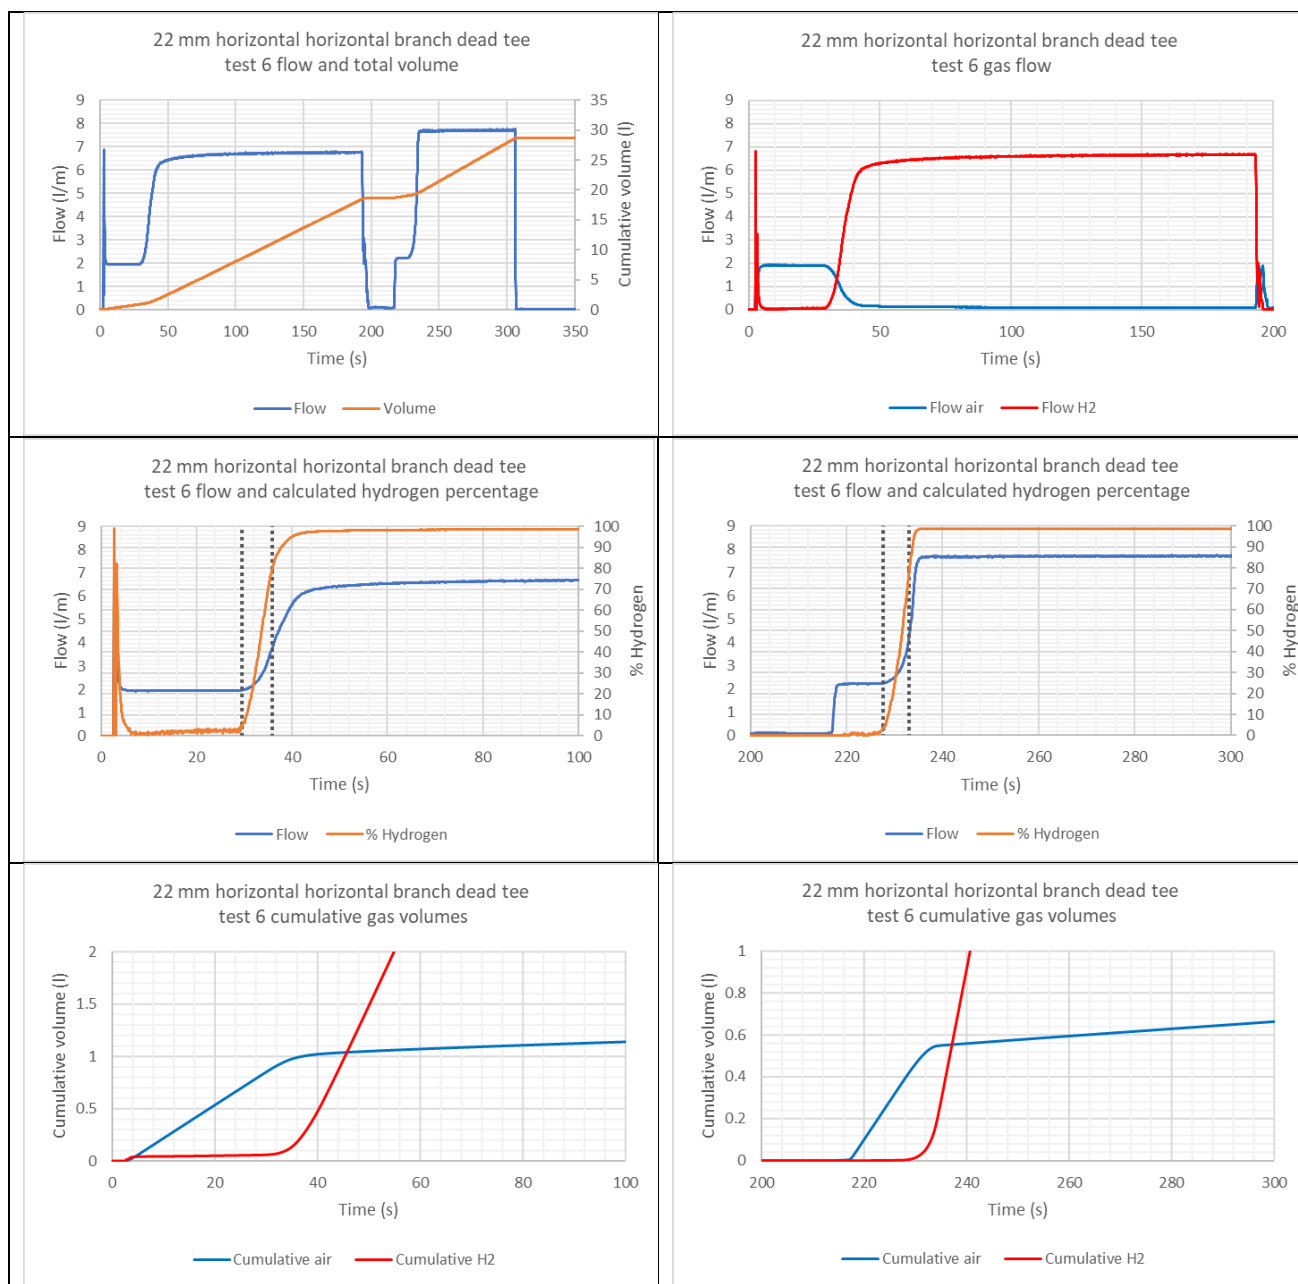 22 mm horizontal horizontal branch dead tee
test 6 flow and total volume
9
8
7
6
5
4
3
2
1
0
Flow (l/m)
35
30
25
20
15
10
5
0
Cumulative volume (l)
0 50 100 150 200 250 300 350
Time (s)
Flow Volume
22 mm horizontal horizontal branch dead tee
test 6 gas flow
9
8
7
6
5
4
3
2
1
0
Flow (l/m)
0 50 100 150 200
Time (s)
Flow air Flow H2
22 mm horizontal horizontal branch dead tee
test 6 flow and calculated hydrogen percentage
9
8
7
6
5
4
3
2
1
0
Flow (l/m)
100
90
80
70
60
50
40
30
20
10
0
% Hydrogen
0 20 40 60 80 100
Time (s)
Flow % Hydrogen
22 mm horizontal horizontal branch dead tee
test 6 flow and calculated hydrogen percentage
9
8
7
6
5
4
3
2
1
0
Flow (l/m)
100
90
80
70
60
50
40
30
20
10
0
% Hydrogen
200 220 240 260 280 300
Time (s)
Flow % Hydrogen
22 mm horizontal horizontal branch dead tee
test 6 cumulative gas volumes
2
1.5
1
0.5
0
Cumulative volume (l)
0 20 40 60 80 100
Time (s)
Cumulative air Cumulative H2
22 mm horizontal horizontal branch dead tee
test 6 cumulative gas volumes
1
0.8
0.6
0.4
0.2
0
Cumulative volume (l)
200 220 240 260 280 300
Time (s)
Cumulative air Cumulative H2